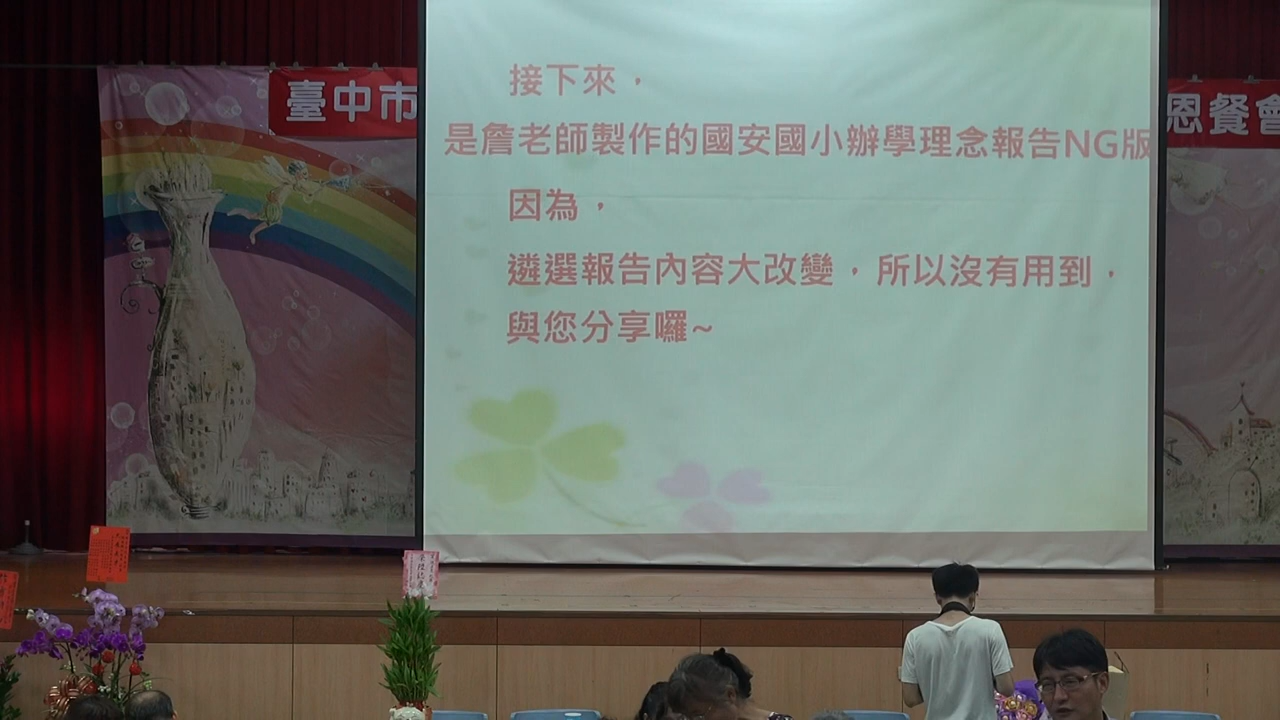 臺中市
恩餐會
接下來，
是詹老師製作的國安國小辦學理念報告NG版
因為，
遴選報告內容大改變，所以沒有用到，
與您分享囉~